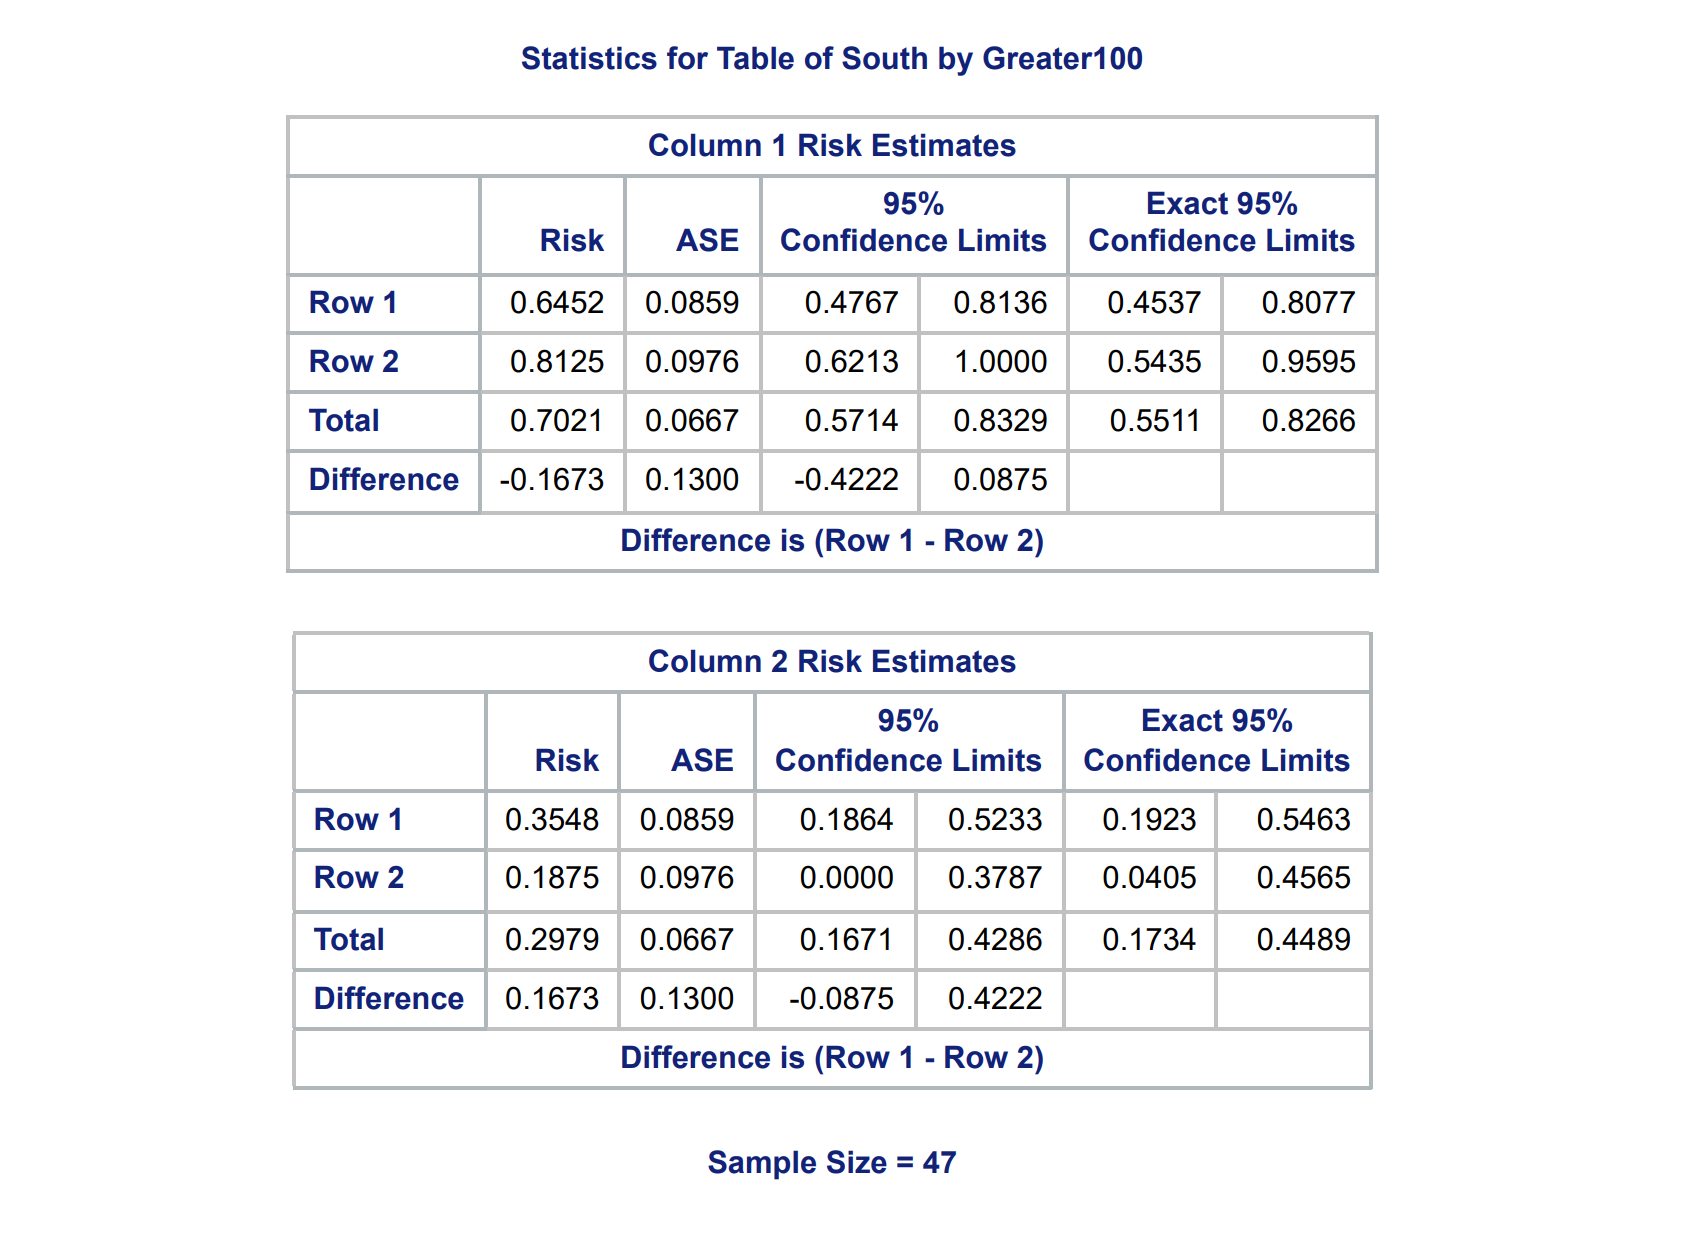 Statistics for Table of South by Greater100
Column 1 Risk Estimates
Risk ASE 95% Confidence Limits Exact 95% Confidence Limits
Row 1 0.6452 0.0859 0.4767 0.8136 0.4537 0.8077
Row 2 0.8125 0.0976 0.6213 1.0000 0.5435 0.9595
Total 0.7021 0.0667 0.5714 0.8329 0.5511 0.8266
Difference -0.1673 0.1300 -0.4222 0.0875
Difference is (Row 1 - Row 2)
Column 2 Risk Estimates
Risk ASE 95% Confidence Limits Exact 95% Confidence Limits
Row 1 0.3548 0.0859 0.1864 0.5233 0.1923 0.5463
Row 2 0.1875 0.0976 0.0000 0.3787 0.0405 0.4565
Total 0.2979 0.0667 0.1671 0.4286 0.1734 0.4489
Difference 0.1673 0.1300 -0.0875 0.4222
Difference is (Row 1 - Row 2)
Sample Size = 47